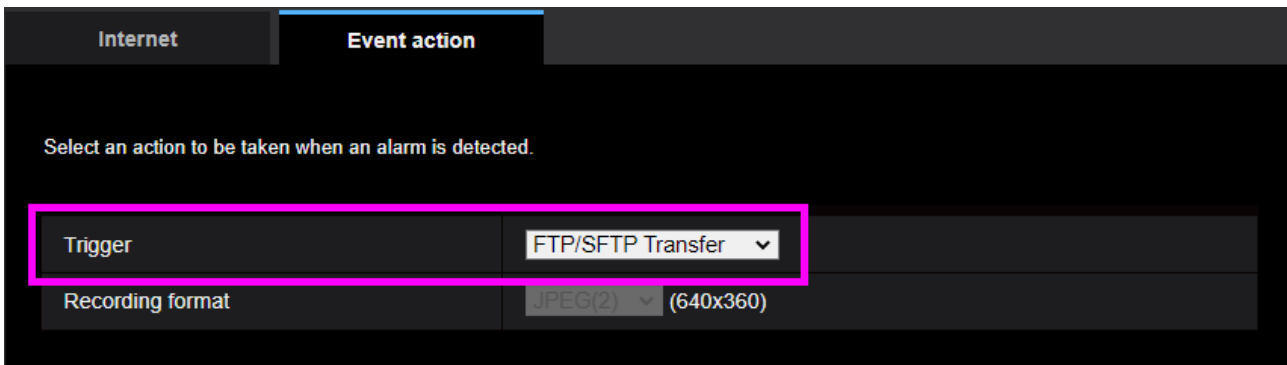 Internet Event action
Select an action to be taken when an alarm is detected.
Trigger FTP/SFTP Transfer
Recording format JPEG(2) (640x360)